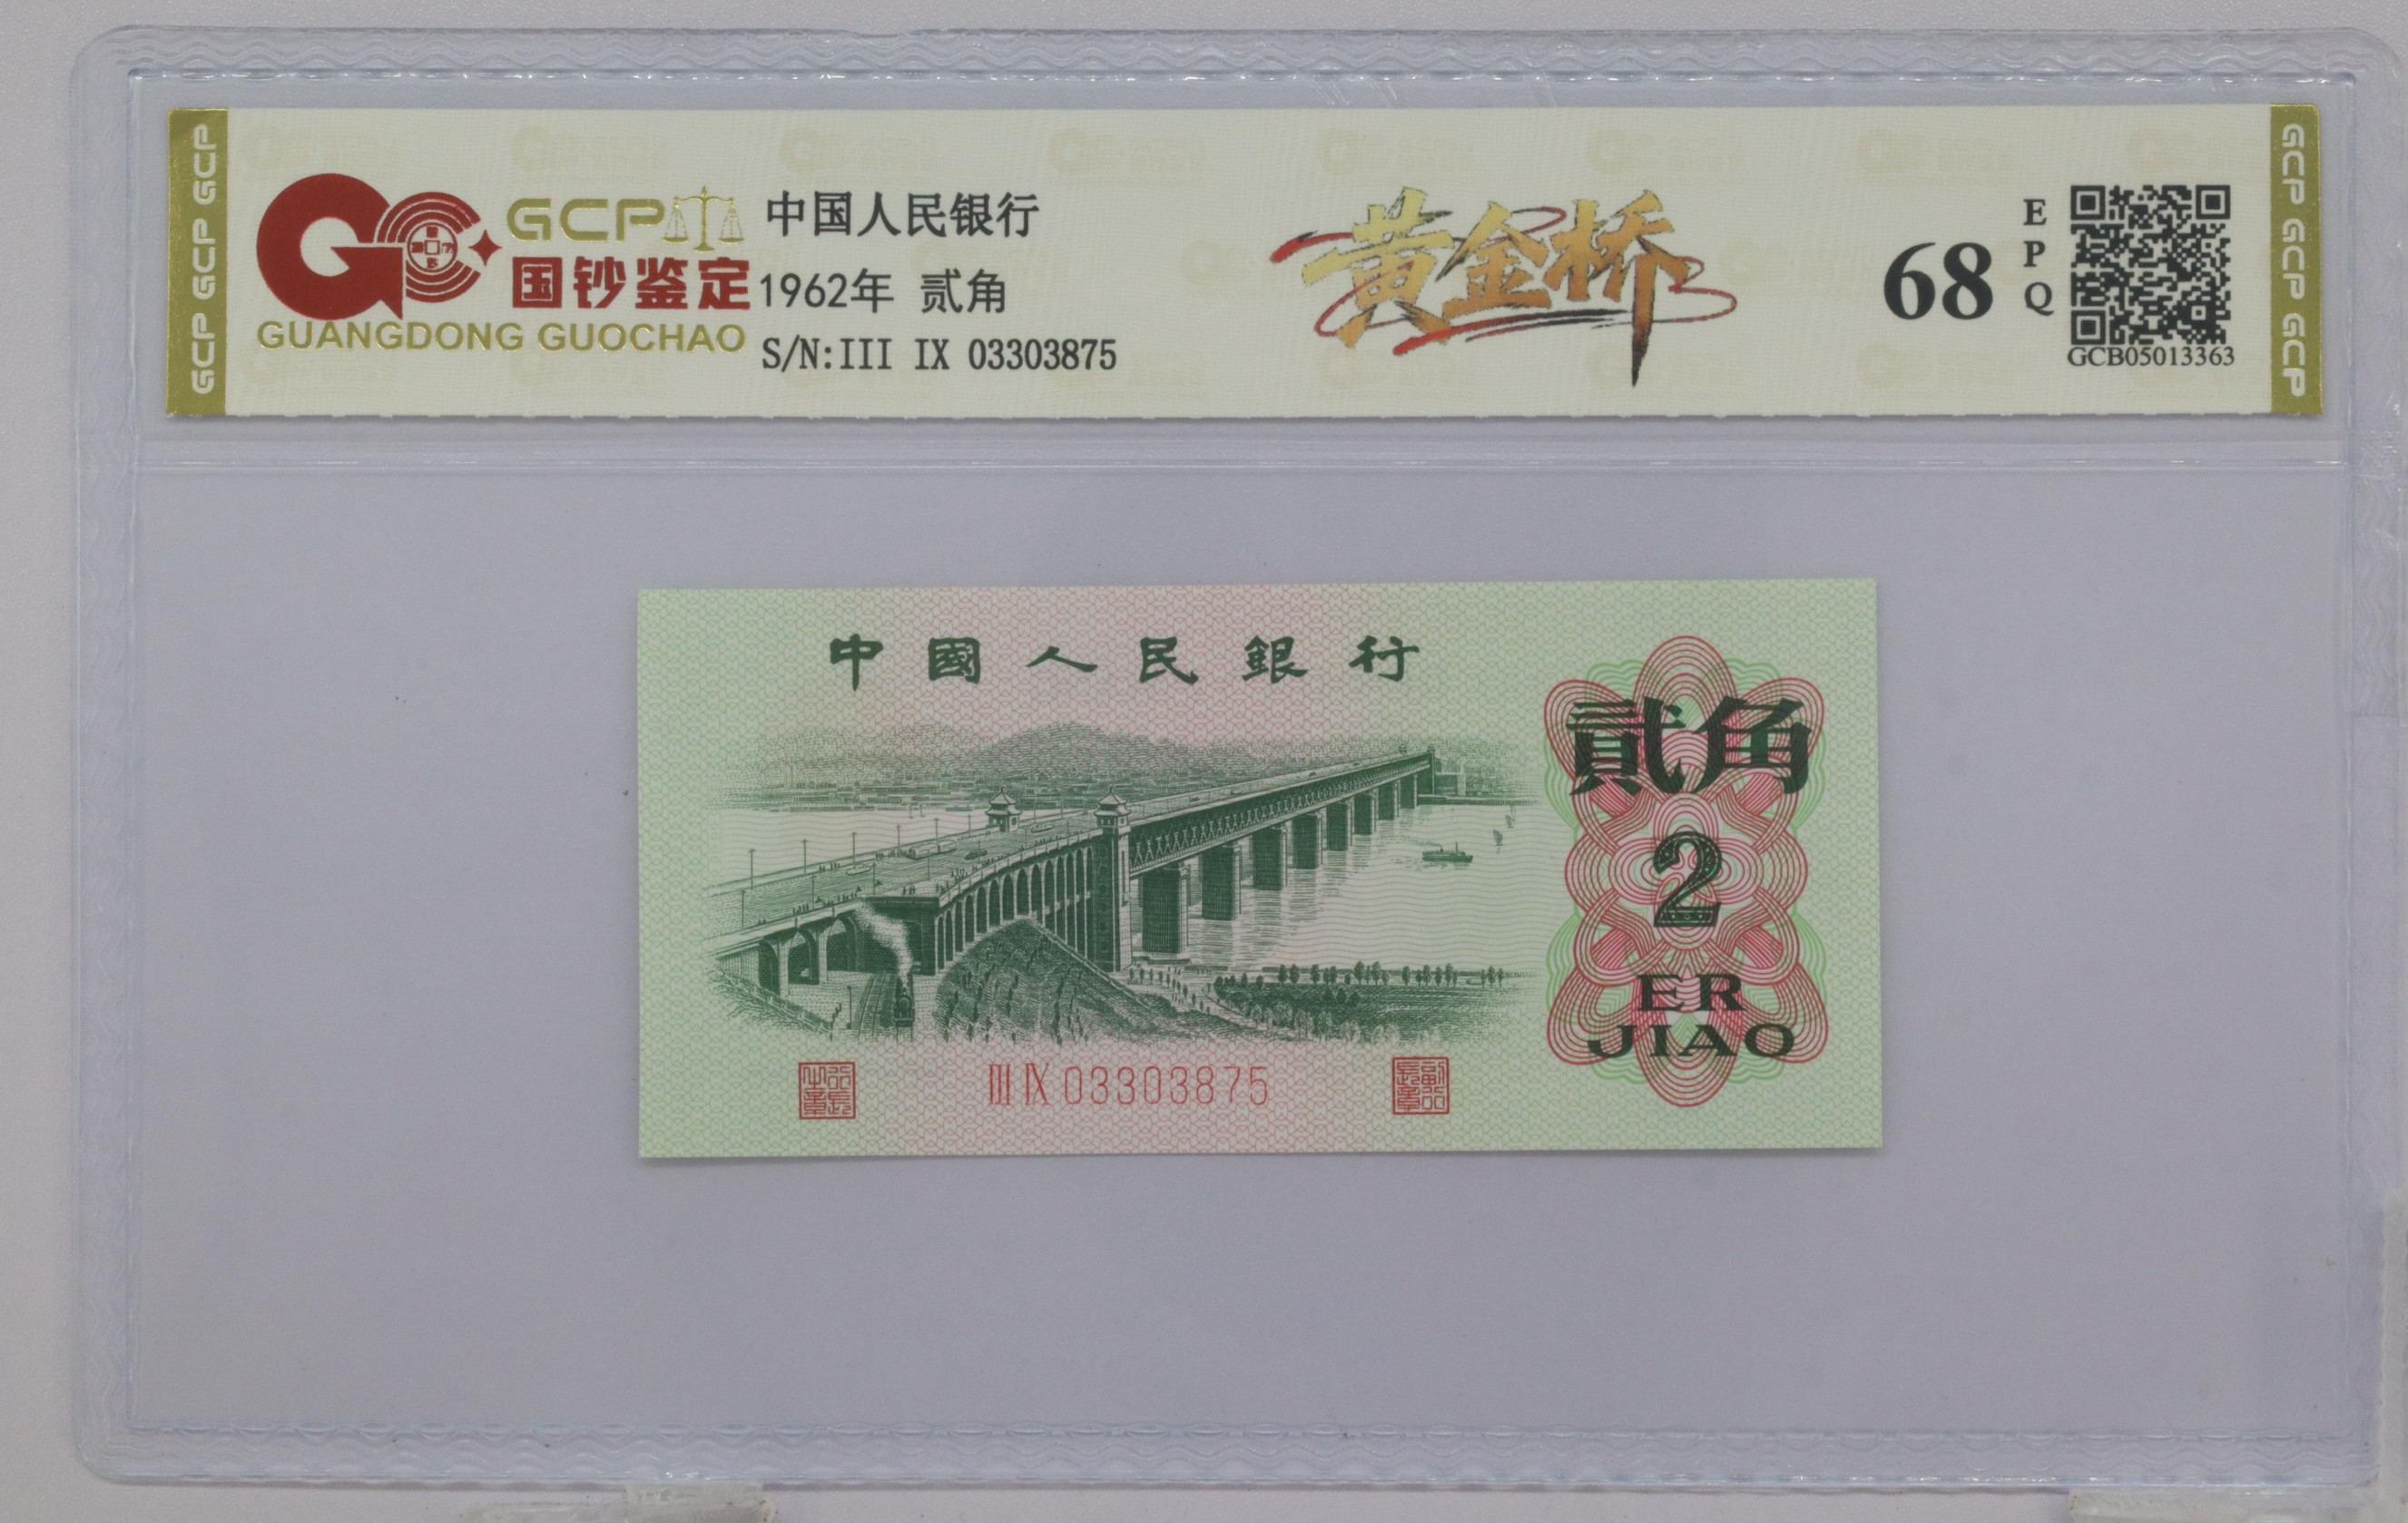 GCP GCP GCP
GCP
国钞鉴定
GUANGDONG GUOCHAO
中国人民银行
1962年 贰角
S/N:III IX 03303875
黄金桥
68
EPQ
GCB05013363
GCP GCP GCP
中國人民銀行
貳角
2
ER
JIAO
III IX 03303875